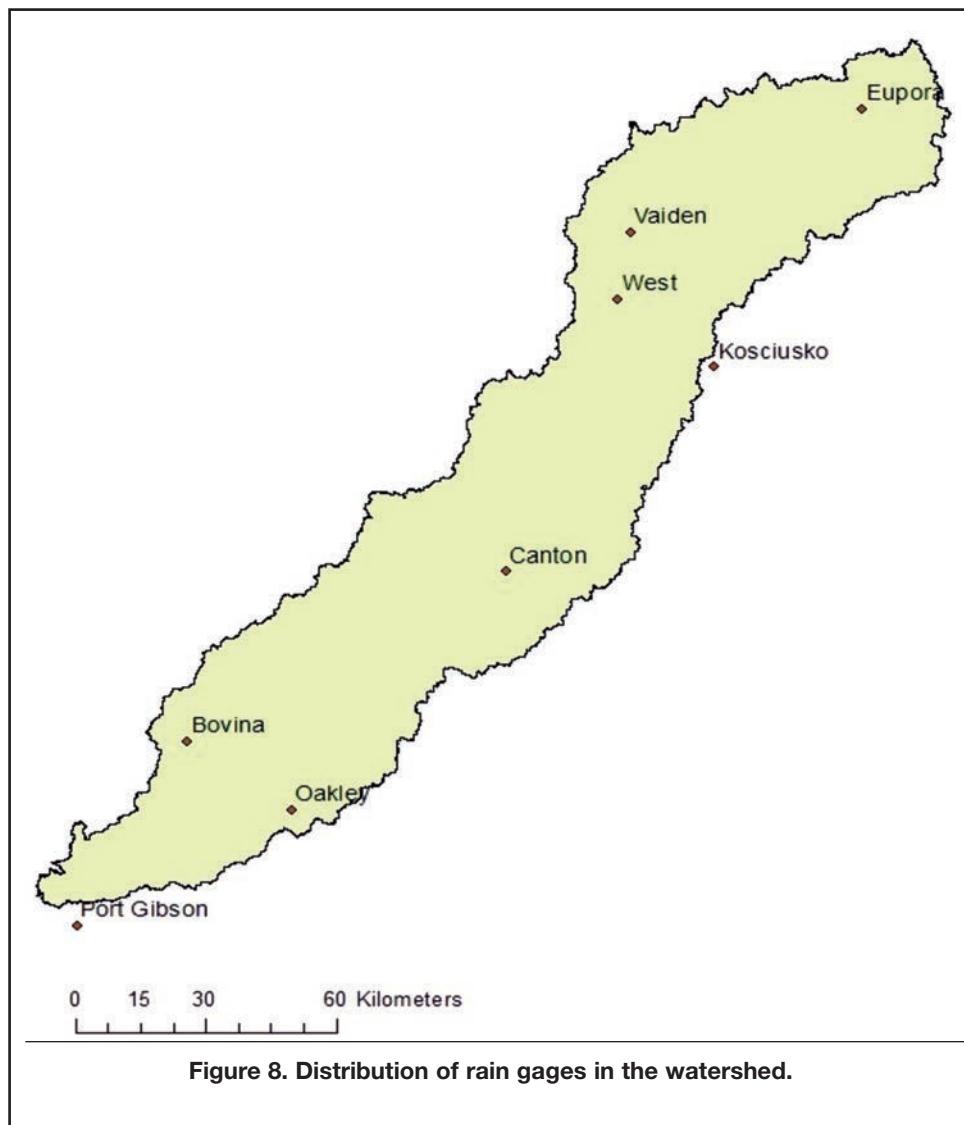 Eupora
Vaiden
West
Kosciusko
Canton
Bovina
Oakley
Port Gibson
0 15 30 60 Kilometers
Figure 8. Distribution of rain gages in the watershed.